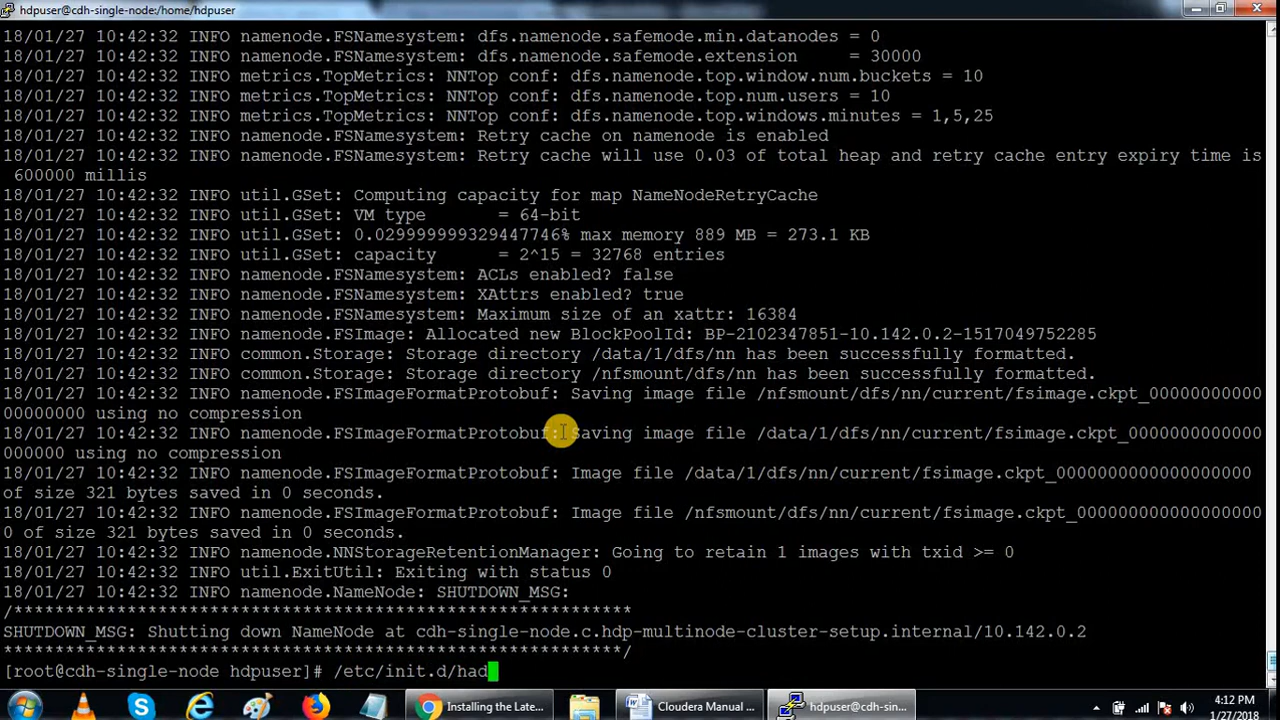 hdpuser@cdh-single-node:/home/hdpuser
18/01/27 10:42:32 INFO namenode.FSNamesystem: dfs.namenode.safemode.min.datanodes = 0
18/01/27 10:42:32 INFO namenode.FSNamesystem: dfs.namenode.safemode.extension     = 30000
18/01/27 10:42:32 INFO metrics.TopMetrics: NNTop conf: dfs.namenode.top.window.num.buckets = 10
18/01/27 10:42:32 INFO metrics.TopMetrics: NNTop conf: dfs.namenode.top.num.users = 10
18/01/27 10:42:32 INFO metrics.TopMetrics: NNTop conf: dfs.namenode.top.windows.minutes = 1,5,25
18/01/27 10:42:32 INFO namenode.FSNamesystem: Retry cache on namenode is enabled
18/01/27 10:42:32 INFO namenode.FSNamesystem: Retry cache will use 0.03 of total heap and retry cache entry expiry time is
600000 millis
18/01/27 10:42:32 INFO util.GSet: Computing capacity for map NameNodeRetryCache
18/01/27 10:42:32 INFO util.GSet: VM type       = 64-bit
18/01/27 10:42:32 INFO util.GSet: 0.029999999329447746% max memory 889 MB = 273.1 KB
18/01/27 10:42:32 INFO util.GSet: capacity      = 2^15 = 32768 entries
18/01/27 10:42:32 INFO namenode.FSNamesystem: ACLs enabled? false
18/01/27 10:42:32 INFO namenode.FSNamesystem: XAttrs enabled? true
18/01/27 10:42:32 INFO namenode.FSNamesystem: Maximum size of an xattr: 16384
18/01/27 10:42:32 INFO namenode.FSImage: Allocated new BlockPoolId: BP-2102347851-10.142.0.2-1517049752285
18/01/27 10:42:32 INFO common.Storage: Storage directory /data/1/dfs/nn has been successfully formatted.
18/01/27 10:42:32 INFO common.Storage: Storage directory /nfsmount/dfs/nn has been successfully formatted.
18/01/27 10:42:32 INFO namenode.FSImageFormatProtobuf: Saving image file /nfsmount/dfs/nn/current/fsimage.ckpt_00000000000
00000000 using no compression
18/01/27 10:42:32 INFO namenode.FSImageFormatProtobuf: Saving image file /data/1/dfs/nn/current/fsimage.ckpt_0000000000000
000000 using no compression
18/01/27 10:42:32 INFO namenode.FSImageFormatProtobuf: Image file /data/1/dfs/nn/current/fsimage.ckpt_0000000000000000000
of size 321 bytes saved in 0 seconds.
18/01/27 10:42:32 INFO namenode.FSImageFormatProtobuf: Image file /nfsmount/dfs/nn/current/fsimage.ckpt_000000000000000000
0 of size 321 bytes saved in 0 seconds.
18/01/27 10:42:32 INFO namenode.NNStorageRetentionManager: Going to retain 1 images with txid >= 0
18/01/27 10:42:32 INFO util.ExitUtil: Exiting with status 0
18/01/27 10:42:32 INFO namenode.NameNode: SHUTDOWN_MSG:
/************************************************************
SHUTDOWN_MSG: Shutting down NameNode at cdh-single-node.c.hdp-multinode-cluster-setup.internal/10.142.0.2
************************************************************/
[root@cdh-single-node hdpuser]# /etc/init.d/had
Installing the Late...
Cloudera Manual ...
hdpuser@cdh-sin...
4:12 PM
1/27/2018